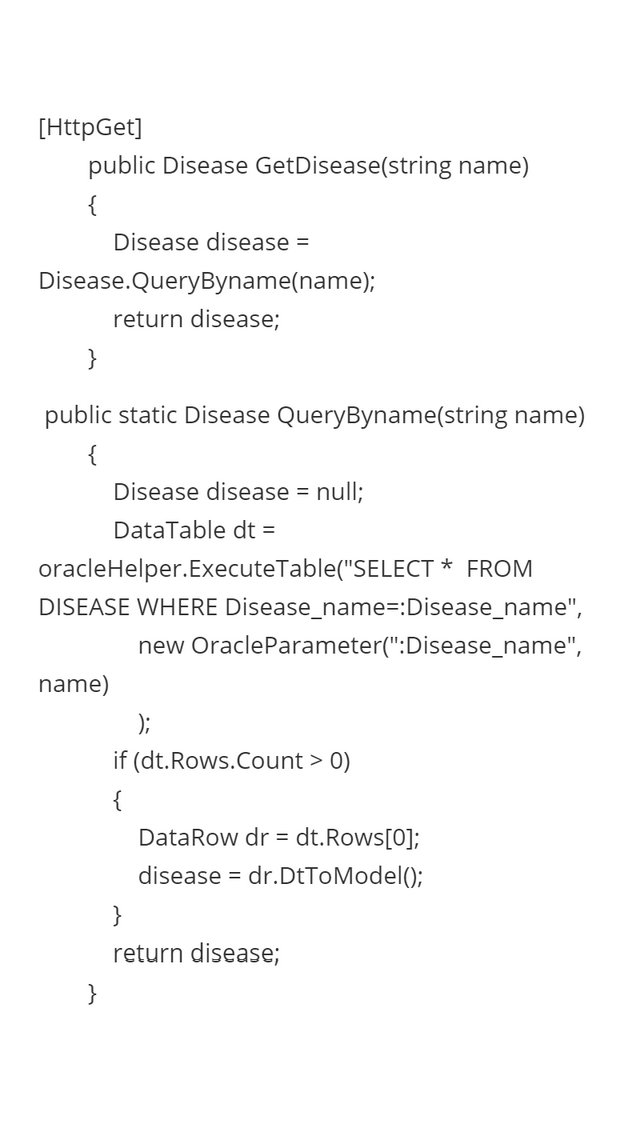 [HttpGet]
public Disease GetDisease(string name)
{
Disease disease =
Disease.QueryByname(name);
return disease;
}
public static Disease QueryByname(string name)
{
Disease disease = null;
DataTable dt =
oracleHelper.ExecuteTable("SELECT *  FROM
DISEASE WHERE Disease_name=:Disease_name",
new OracleParameter(":Disease_name",
name)
);
if (dt.Rows.Count > 0)
{
DataRow dr = dt.Rows[0];
disease = dr.DtToModel();
}
return disease;
}